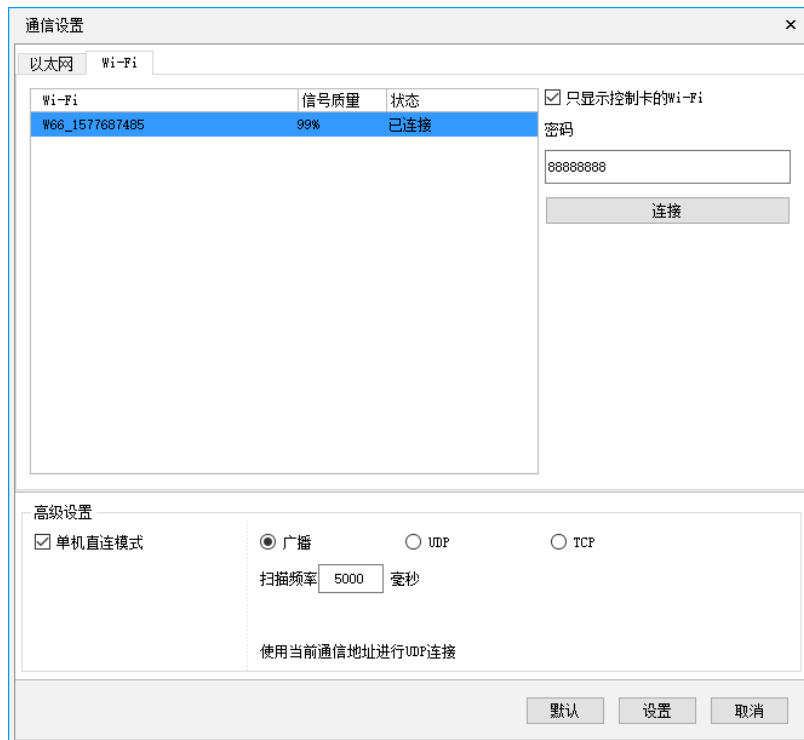 通信设置
以太网 Wi-Fi
Wi-Fi 信号质量 状态
W66_1577687485 99% 已连接
只显示控制卡的Wi-Fi
密码
88888888
连接
高级设置
单机直连模式 广播 UDP TCP
扫描频率 5000 毫秒
使用当前通信地址进行UDP连接
默认 设置 取消